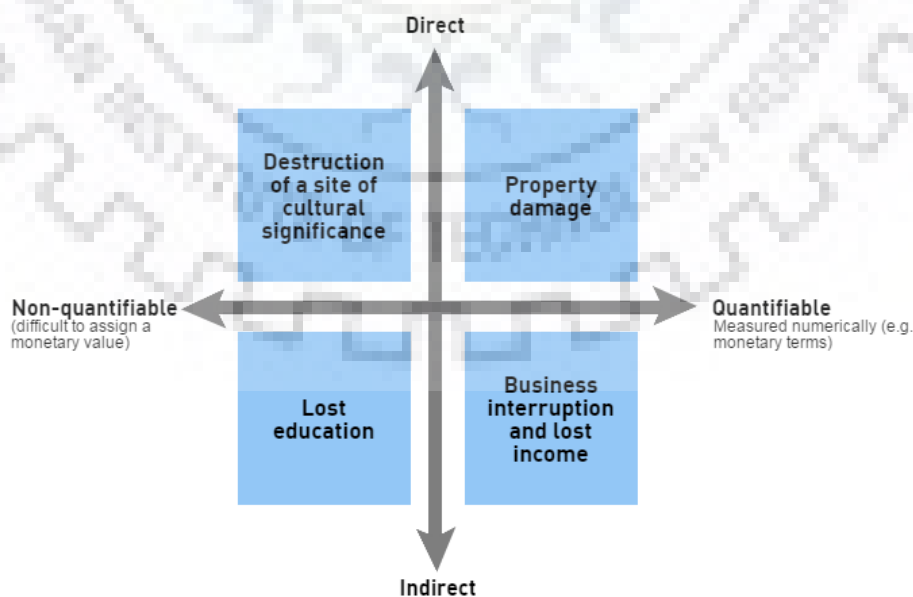 Direct
Destruction
of a site of
cultural
significance
Property
damage
Non-quantifiable
(difficult to assign a
monetary value)
Quantifiable
Measured numerically (e.g.
monetary terms)
Lost
education
Business
interruption
and lost
income
Indirect